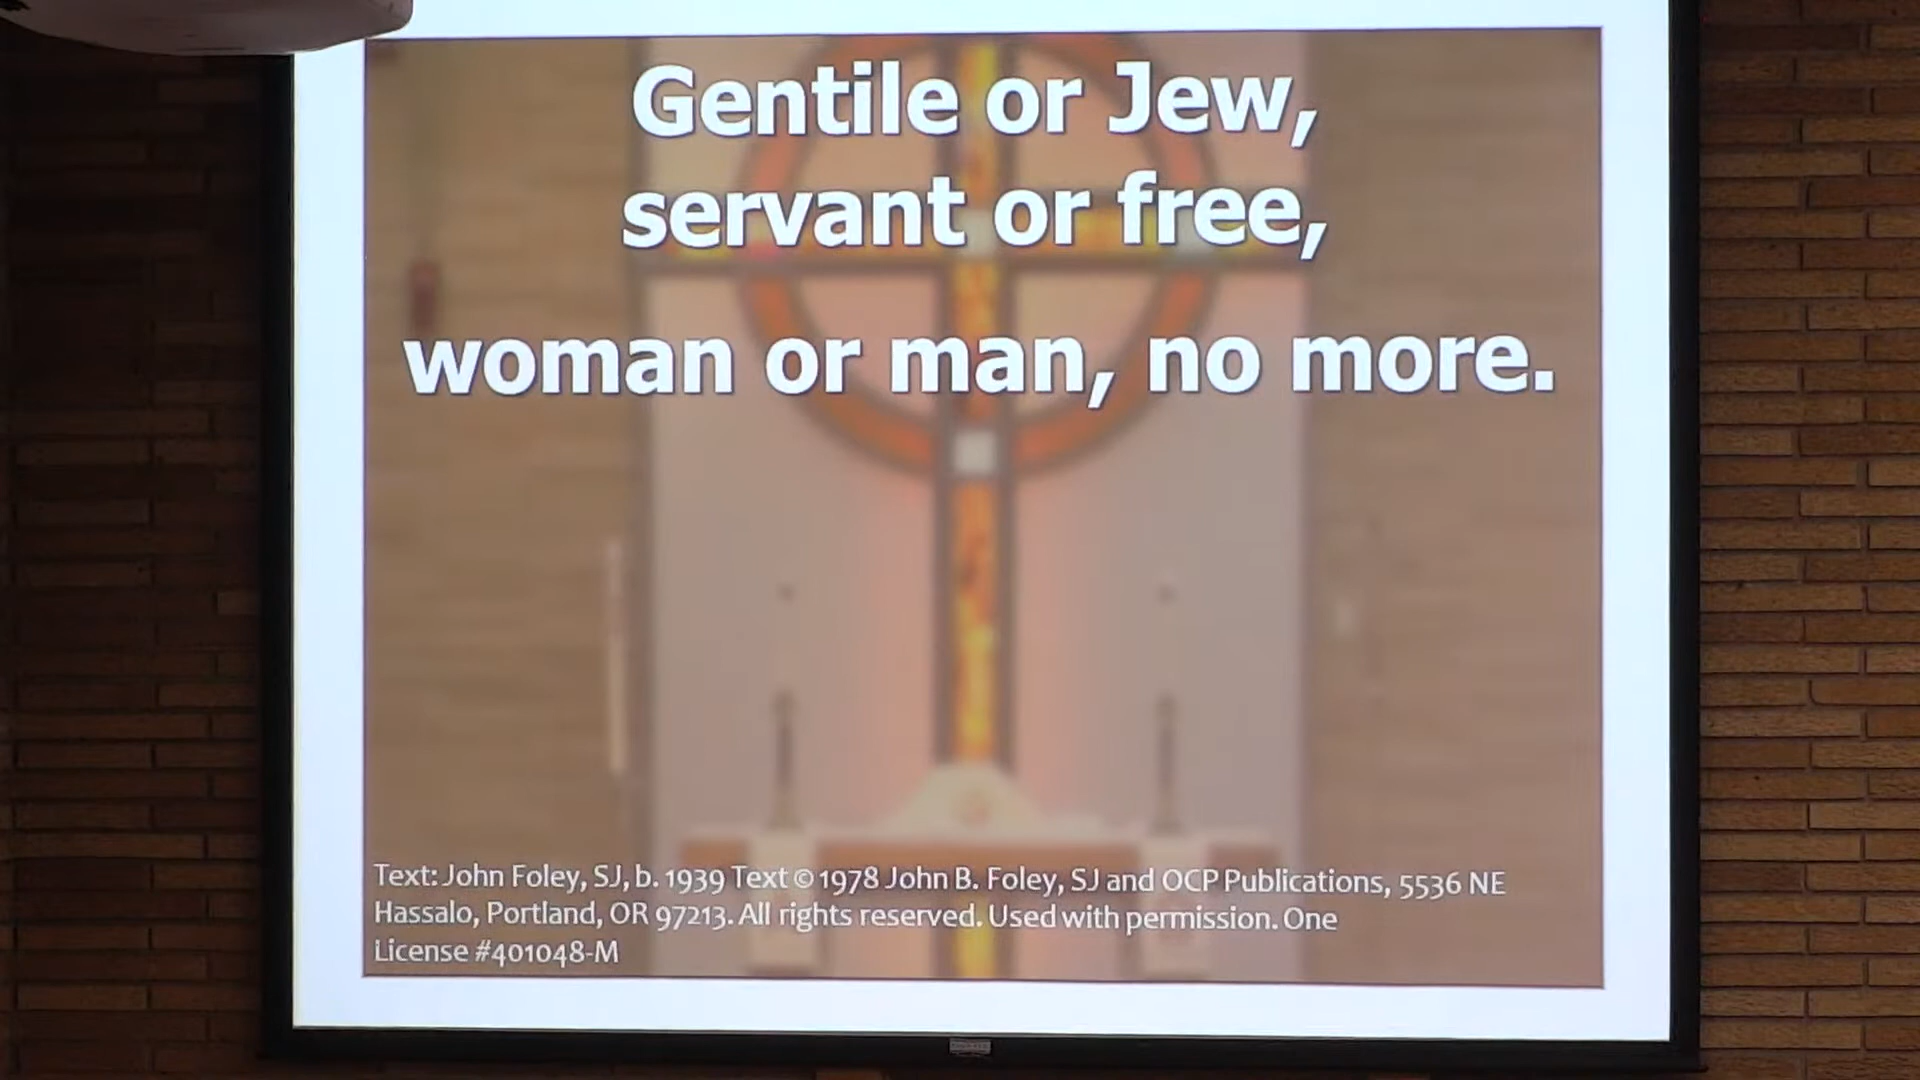 Gentile or Jew,
servant or free,
woman or man, no more.
Text: John Foley, SJ, b. 1939 Text © 1978 John B. Foley, SJ and OCP Publications, 5536 NE
Hassalo, Portland, OR 97213. All rights reserved. Used with permission. One
License #401048-M